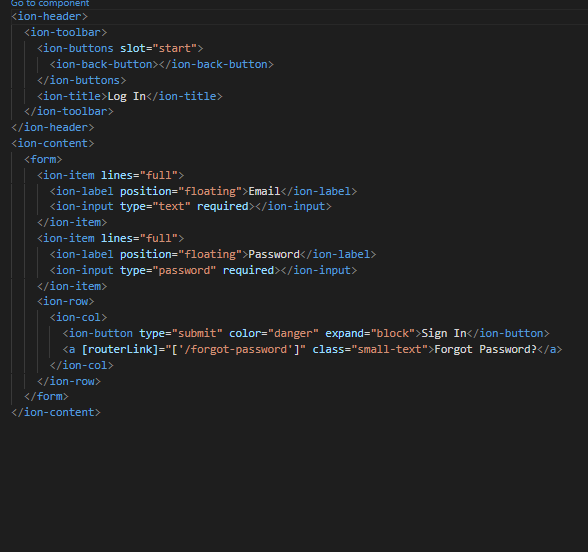 Go to component
<ion-header>
  <ion-toolbar>
    <ion-buttons slot="start">
      <ion-back-button></ion-back-button>
    </ion-buttons>
    <ion-title>Log In</ion-title>
  </ion-toolbar>
</ion-header>
<ion-content>
  <form>
    <ion-item lines="full">
      <ion-label position="floating">Email</ion-label>
      <ion-input type="text" required></ion-input>
    </ion-item>
    <ion-item lines="full">
      <ion-label position="floating">Password</ion-label>
      <ion-input type="password" required></ion-input>
    </ion-item>
    <ion-row>
      <ion-col>
        <ion-button type="submit" color="danger" expand="block">Sign In</ion-button>
        <a [routerLink]="['/forgot-password']" class="small-text">Forgot Password?</a>
      </ion-col>
    </ion-row>
  </form>
</ion-content>